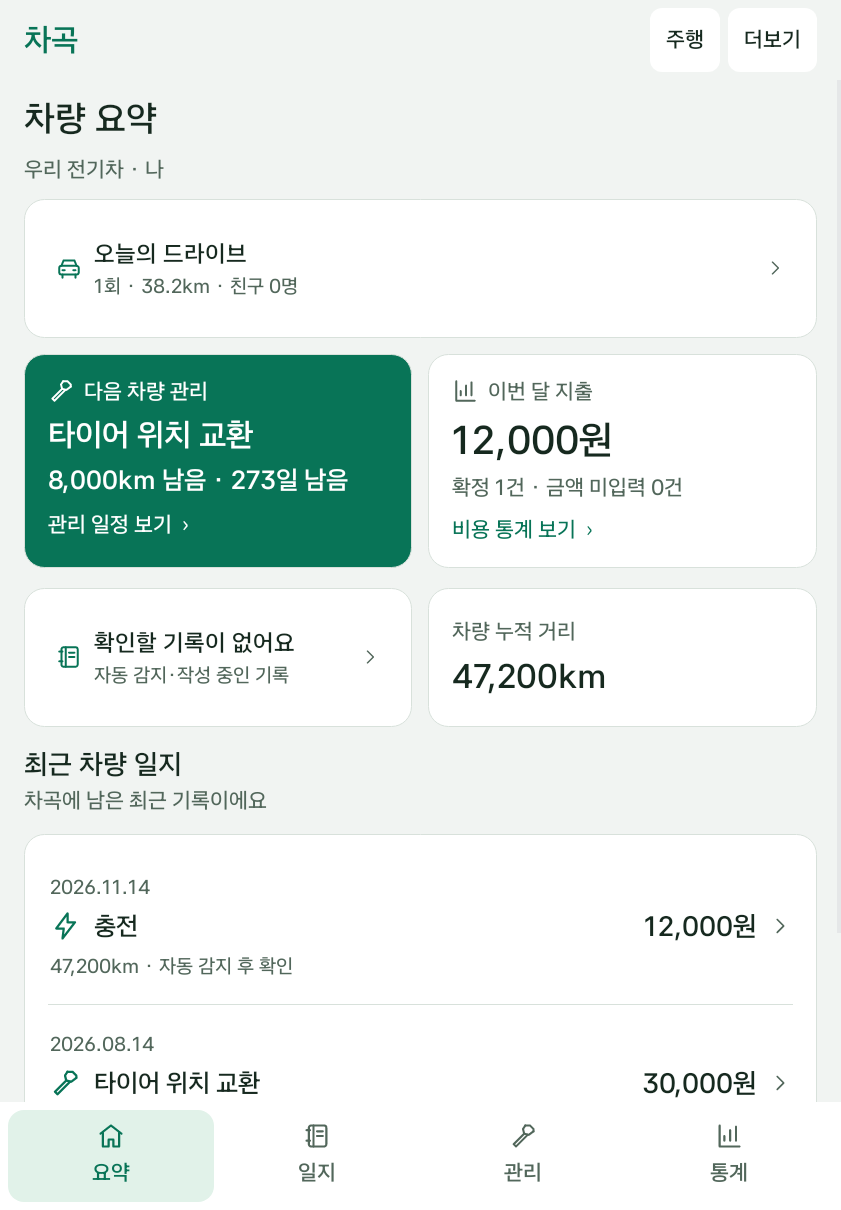 차곡
주행
더보기
차량 요약
우리 전기차 · 나
오늘의 드라이브
1회 · 38.2km · 친구 0명
다음 차량 관리
타이어 위치 교환
8,000km 남음 · 273일 남음
관리 일정 보기 ›
이번 달 지출
12,000원
확정 1건 · 금액 미입력 0건
비용 통계 보기 ›
확인할 기록이 없어요
자동 감지·작성 중인 기록
차량 누적 거리
47,200km
최근 차량 일지
차곡에 남은 최근 기록이에요
2026.11.14
충전
12,000원
47,200km · 자동 감지 후 확인
2026.08.14
타이어 위치 교환
30,000원
요약
일지
관리
통계